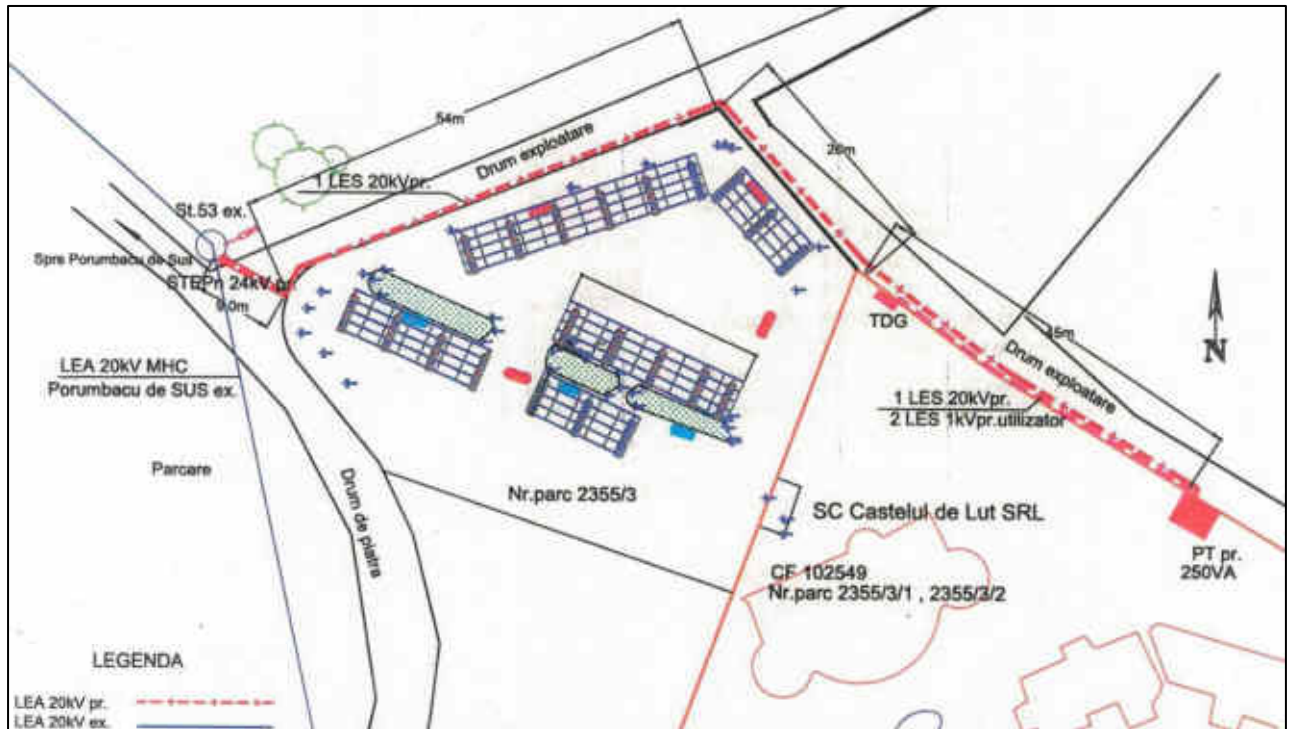 54m
Drum exploatare
26m
1 LES 20kVpr.
St.53 ex.
Spre Porumbacu de Sus
STEPn 24kV pr.
9.0m
TDG
45m
Drum exploatare
N
LEA 20kV MHC
Porumbacu de SUS ex.
1 LES 20kVpr.
2 LES 1kVpr.utilizator
Parcare
Drum de piatra
Nr.parc 2355/3
SC Castelul de Lut SRL
PT pr.
250VA
CF 102549
Nr.parc 2355/3/1 , 2355/3/2
LEGENDA
LEA 20kV pr.
LEA 20kV ex.